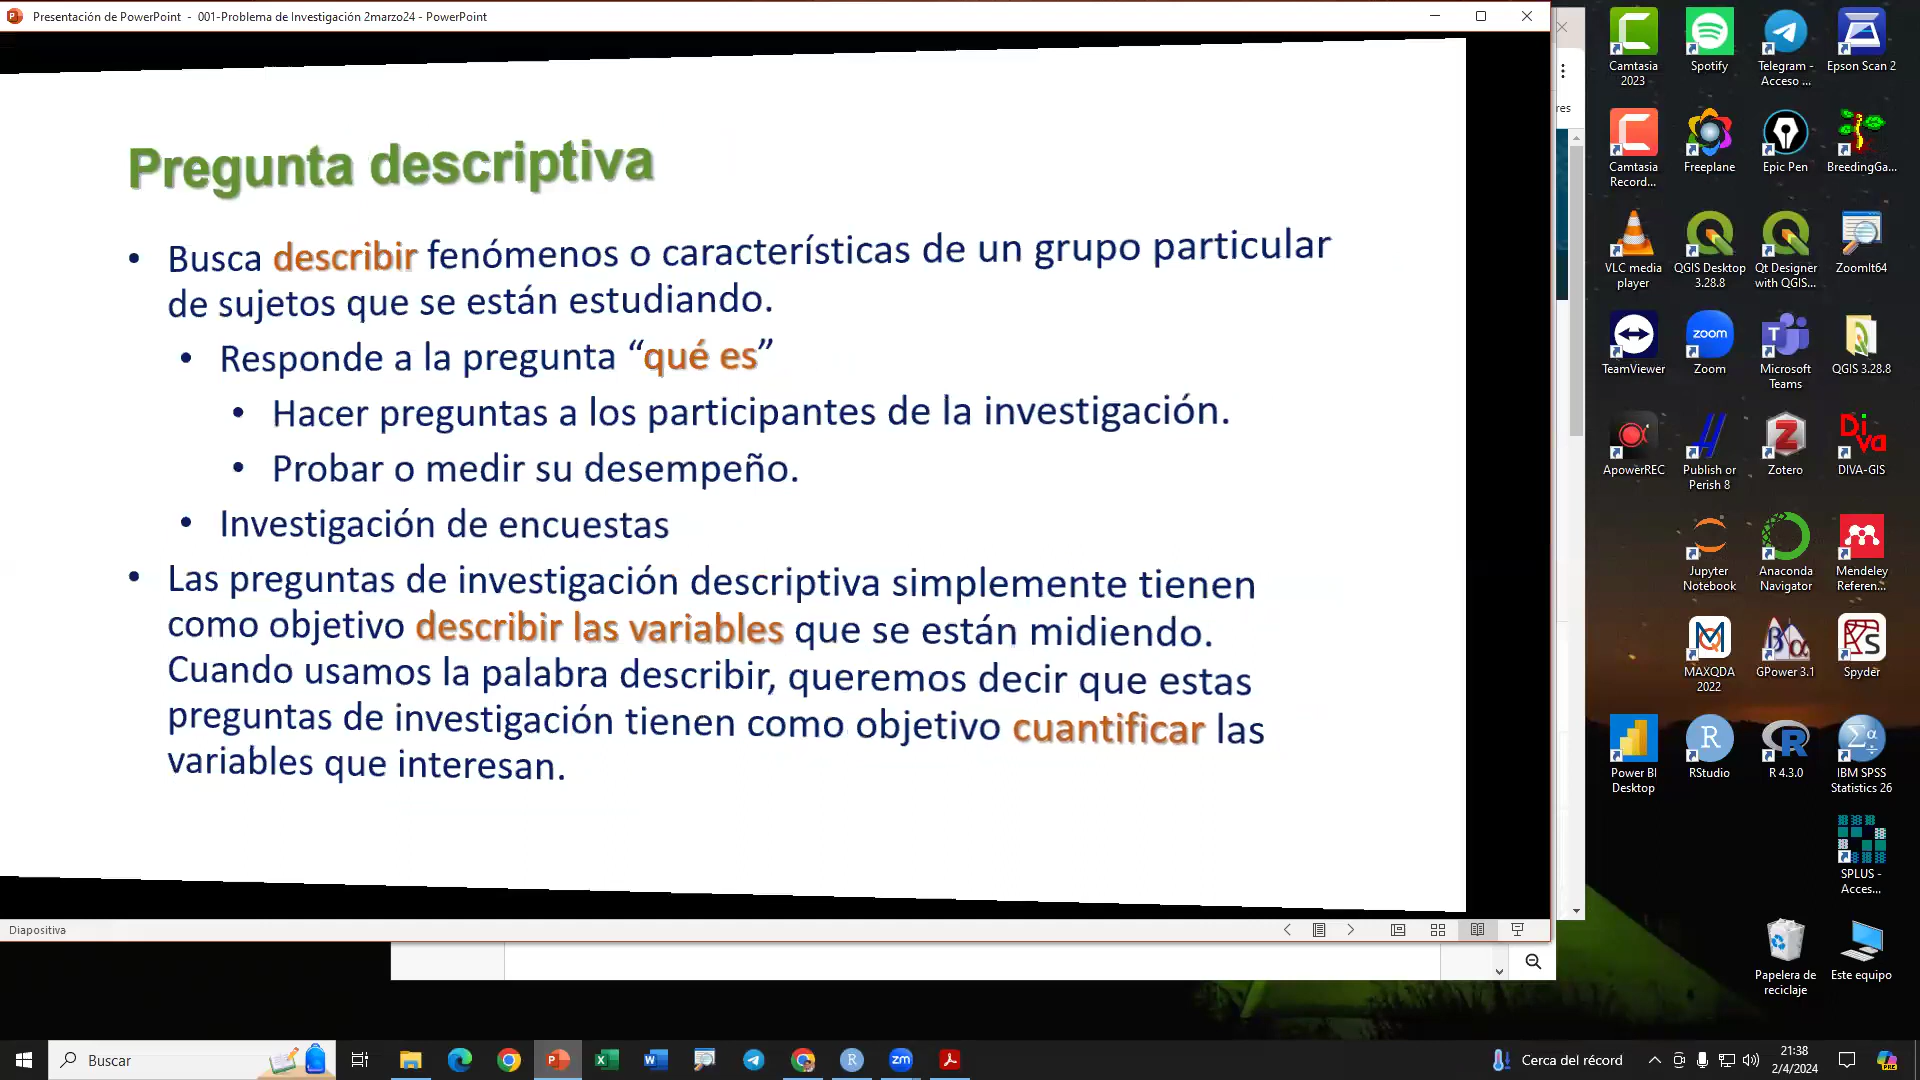 Presentación de PowerPoint - 001-Problema de Investigación 2marzo24 - PowerPoint
Pregunta descriptiva
• Busca describir fenómenos o características de un grupo particular
de sujetos que se están estudiando.
• Responde a la pregunta “qué es”
• Hacer preguntas a los participantes de la investigación.
• Probar o medir su desempeño.
• Investigación de encuestas
• Las preguntas de investigación descriptiva simplemente tienen
como objetivo describir las variables que se están midiendo.
Cuando usamos la palabra describir, queremos decir que estas
preguntas de investigación tienen como objetivo cuantificar las
variables que interesan.
Diapositiva
res
Camtasia
2023
Spotify
Telegram -
Acceso ...
Epson Scan 2
Camtasia
Record...
Freeplane
Epic Pen
BreedingGa...
VLC media
player
QGIS Desktop
3.28.8
Qt Designer
with QGIS...
ZoomIt64
TeamViewer
zoom
Zoom
Microsoft
Teams
QGIS 3.28.8
ApowerREC
Publish or
Perish 8
Zotero
Diva
DIVA-GIS
Jupyter
Notebook
Anaconda
Navigator
Mendeley
Referen...
MAXQDA
2022
GPower 3.1
Spyder
Power BI
Desktop
RStudio
R 4.3.0
IBM SPSS
Statistics 26
SPLUS -
Acces...
Papelera de
reciclaje
Este equipo
Buscar
zm
Cerca del récord
21:38
2/4/2024